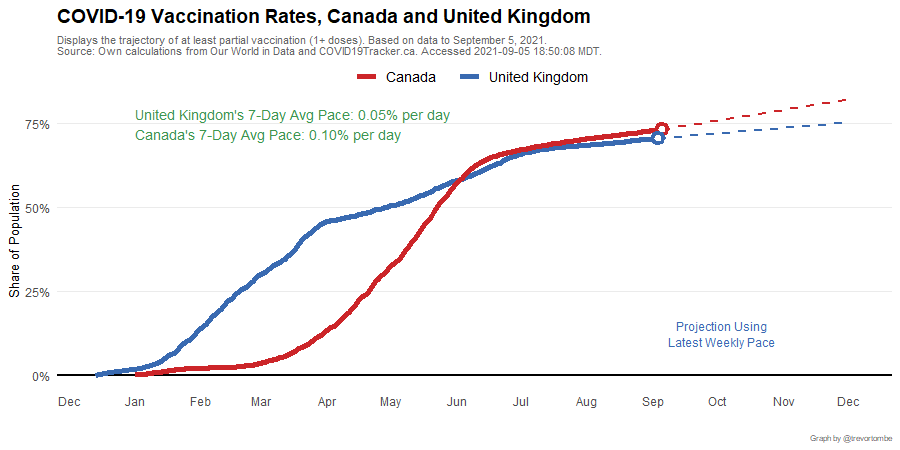 COVID-19 Vaccination Rates, Canada and United Kingdom
Displays the trajectory of at least partial vaccination (1+ doses). Based on data to September 5, 2021.
Source: Own calculations from Our World in Data and COVID19Tracker.ca. Accessed 2021-09-05 18:50:08 MDT.
Canada United Kingdom
United Kingdom's 7-Day Avg Pace: 0.05% per day
Canada's 7-Day Avg Pace: 0.10% per day
75%
50%
25%
0%
Share of Population
Projection Using
Latest Weekly Pace
Dec Jan Feb Mar Apr May Jun Jul Aug Sep Oct Nov Dec
Graph by @trevortombe